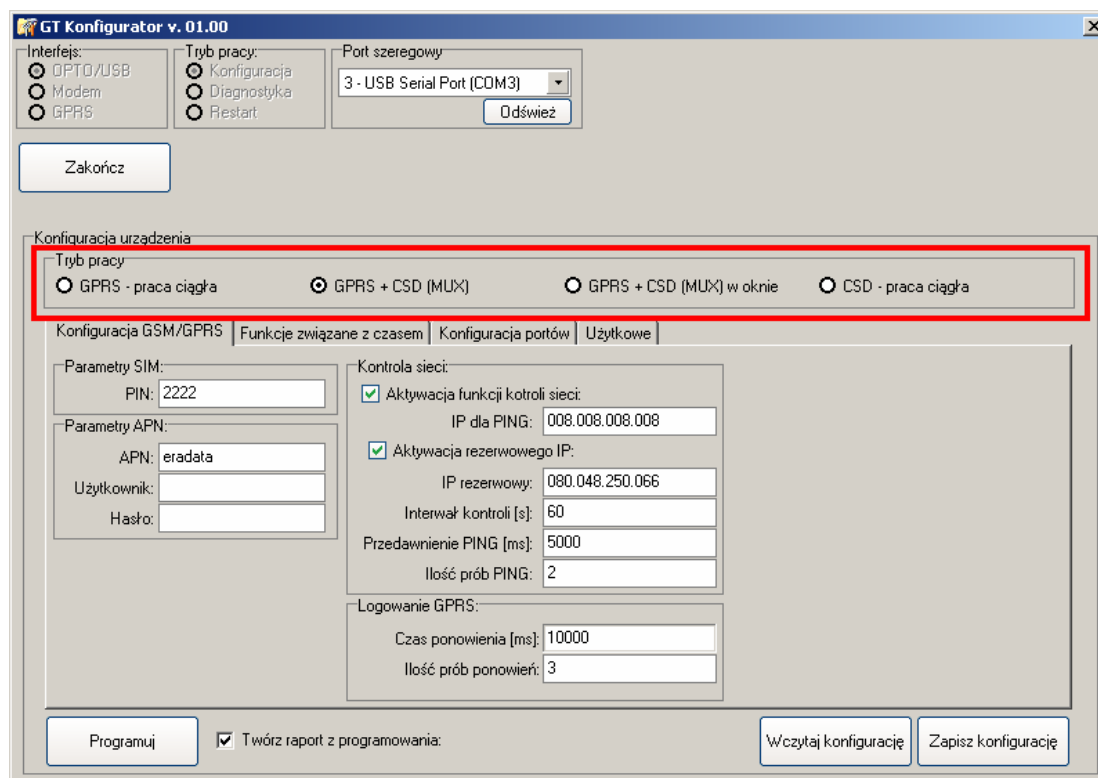 GT Konfigurator v. 01.00
Interfejs:
OPTO/USB
Modem
GPRS
Tryb pracy:
Konfiguracja
Diagnostyka
Restart
Port szeregowy
3 - USB Serial Port (COM3)
Odśwież
Zakończ
Konfiguracja urządzenia
Tryb pracy
GPRS - praca ciągła
GPRS + CSD (MUX)
GPRS + CSD (MUX) w oknie
CSD - praca ciągła
Konfiguracja GSM/GPRS
Funkcje związane z czasem
Konfiguracja portów
Użytkowe
Parametry SIM:
PIN: 2222
Parametry APN:
APN: eradata
Użytkownik:
Hasło:
Kontrola sieci:
Aktywacja funkcji kotroli sieci:
IP dla PING: 008.008.008.008
Aktywacja rezerwowego IP:
IP rezerwowy: 080.048.250.066
Interwał kontroli [s]: 60
Przedawnienie PING [ms]: 5000
Ilość prób PING: 2
Logowanie GPRS:
Czas ponowienia [ms]: 10000
Ilość prób ponowień: 3
Programuj
Twórz raport z programowania:
Wczytaj konfigurację
Zapisz konfigurację